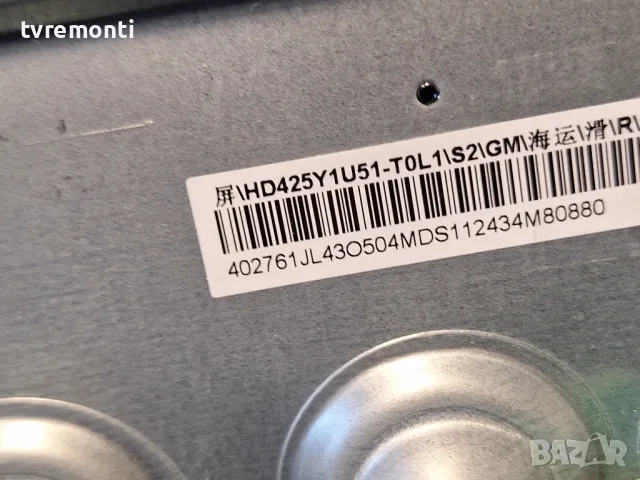 tvremonti
屏\HD425Y1U51-T0L1\S2\GM\海运\滑\R\
402761JL43O504MDS112434M80880
BAZAR